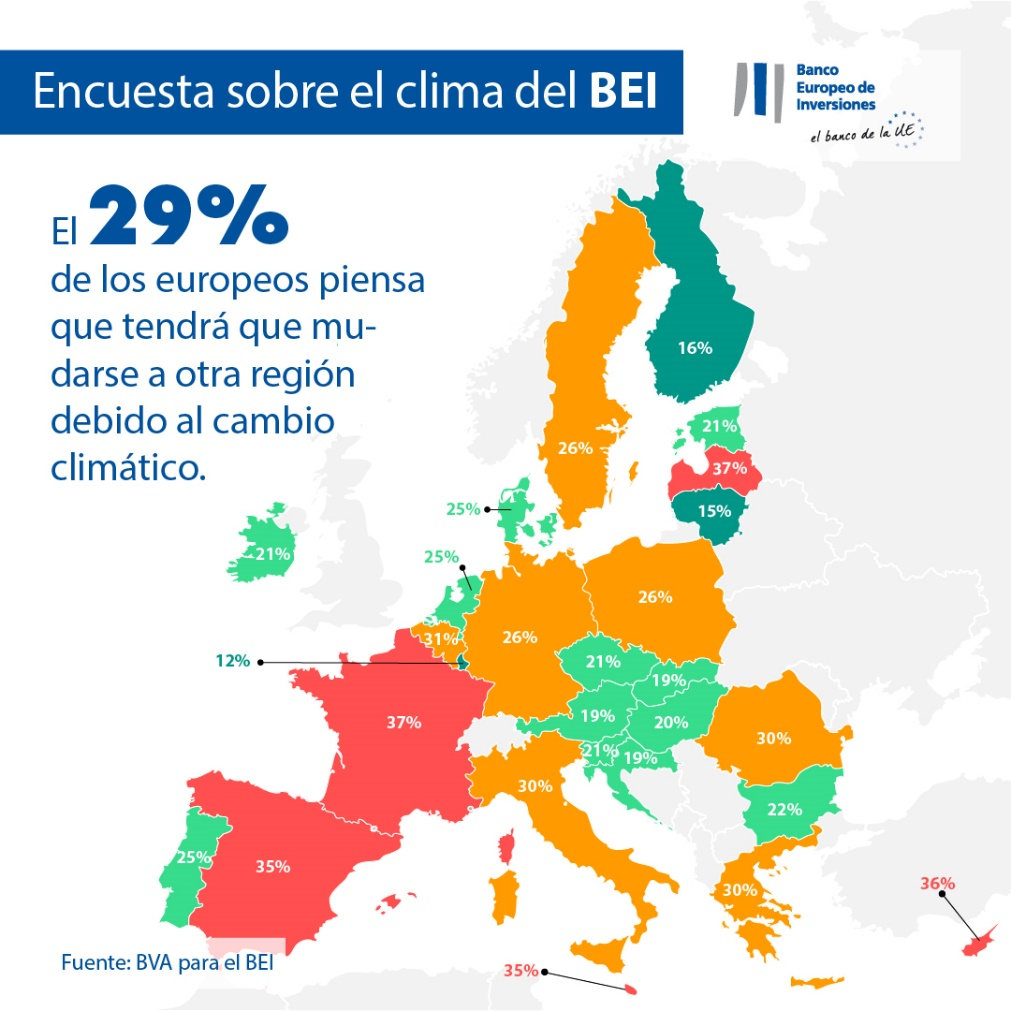 Encuesta sobre el clima del BEI
Banco
Europeo de
Inversiones
el banco de la UE
El 29%
de los europeos piensa
que tendrá que mu-
darse a otra región
debido al cambio
climático.
16%
26%
21%
37%
15%
25%
21%
25%
26%
31%
26%
12%
21%
19%
37%
19%
20%
30%
21%
19%
30%
22%
25%
35%
30%
36%
35%
Fuente: BVA para el BEI